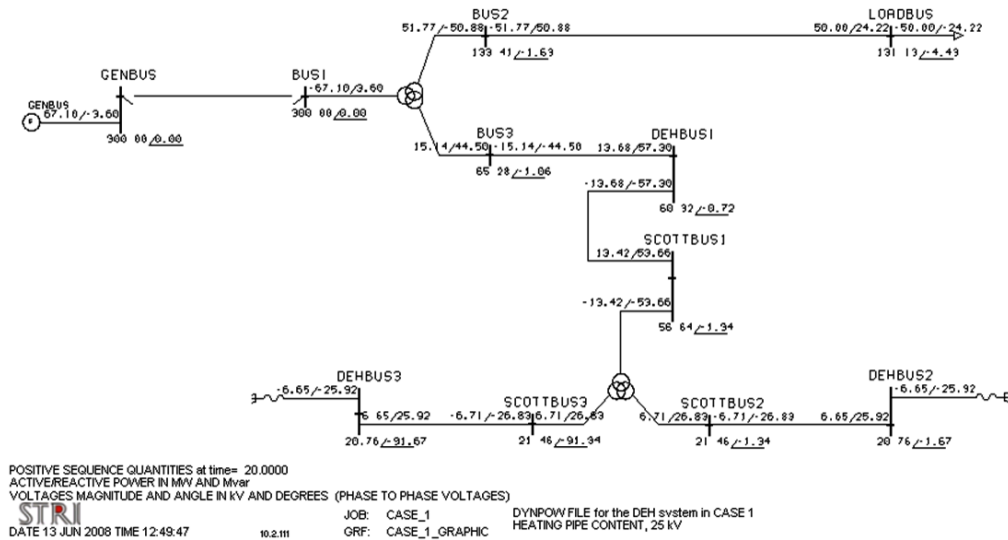 BUS2
LOADBUS
51.77/-50.88 -51.77/50.88
50.00/24.22 -50.00/-24.22
133 41/-1.69
131 13/-4.49
GENBUS
BUS1
-67.10/3.60
GENBUS
67.10/-3.60
300 00/0.00
300 00/0.00
BUS3
DEHBUS1
15.14/44.50 -15.14/-44.50
13.68/57.30
65 28/-1.06
-13.68/-57.30
60 92/-0.72
SCOTTBUS1
13.42/53.66
-13.42/-53.66
56 64/-1.34
DEHBUS3
DEHBUS2
-6.65/-25.92
-6.65/-25.92
SCOTTBUS3
SCOTTBUS2
6 65/25.92
-6.71/-26.83 6.71/26.83
6.71/26.83 -6.71/-26.83
6.65/25.92
20.76/-91.67
21 46/-91.34
21 46/-1.34
20 76/-1.67
POSITIVE SEQUENCE QUANTITIES at time= 20.0000
ACTIVE/REACTIVE POWER IN MW AND Mvar
VOLTAGES MAGNITUDE AND ANGLE IN kV AND DEGREES (PHASE TO PHASE VOLTAGES)
STRI
JOB: CASE_1
DYNPOW FILE for the DEH system in CASE 1
DATE 13 JUN 2008 TIME 12:49:47
10.2.111
GRF: CASE_1_GRAPHIC
HEATING PIPE CONTENT, 25 kV